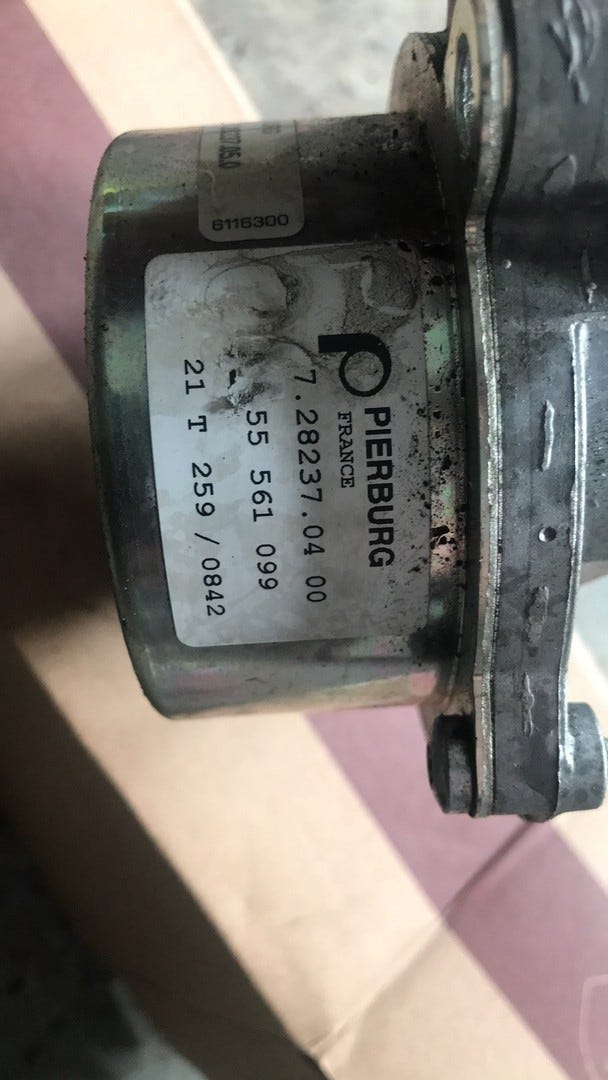 6116300
PIERBURG
FRANCE
7.28237.04 00
55 561 099
21 T 259 / 0842